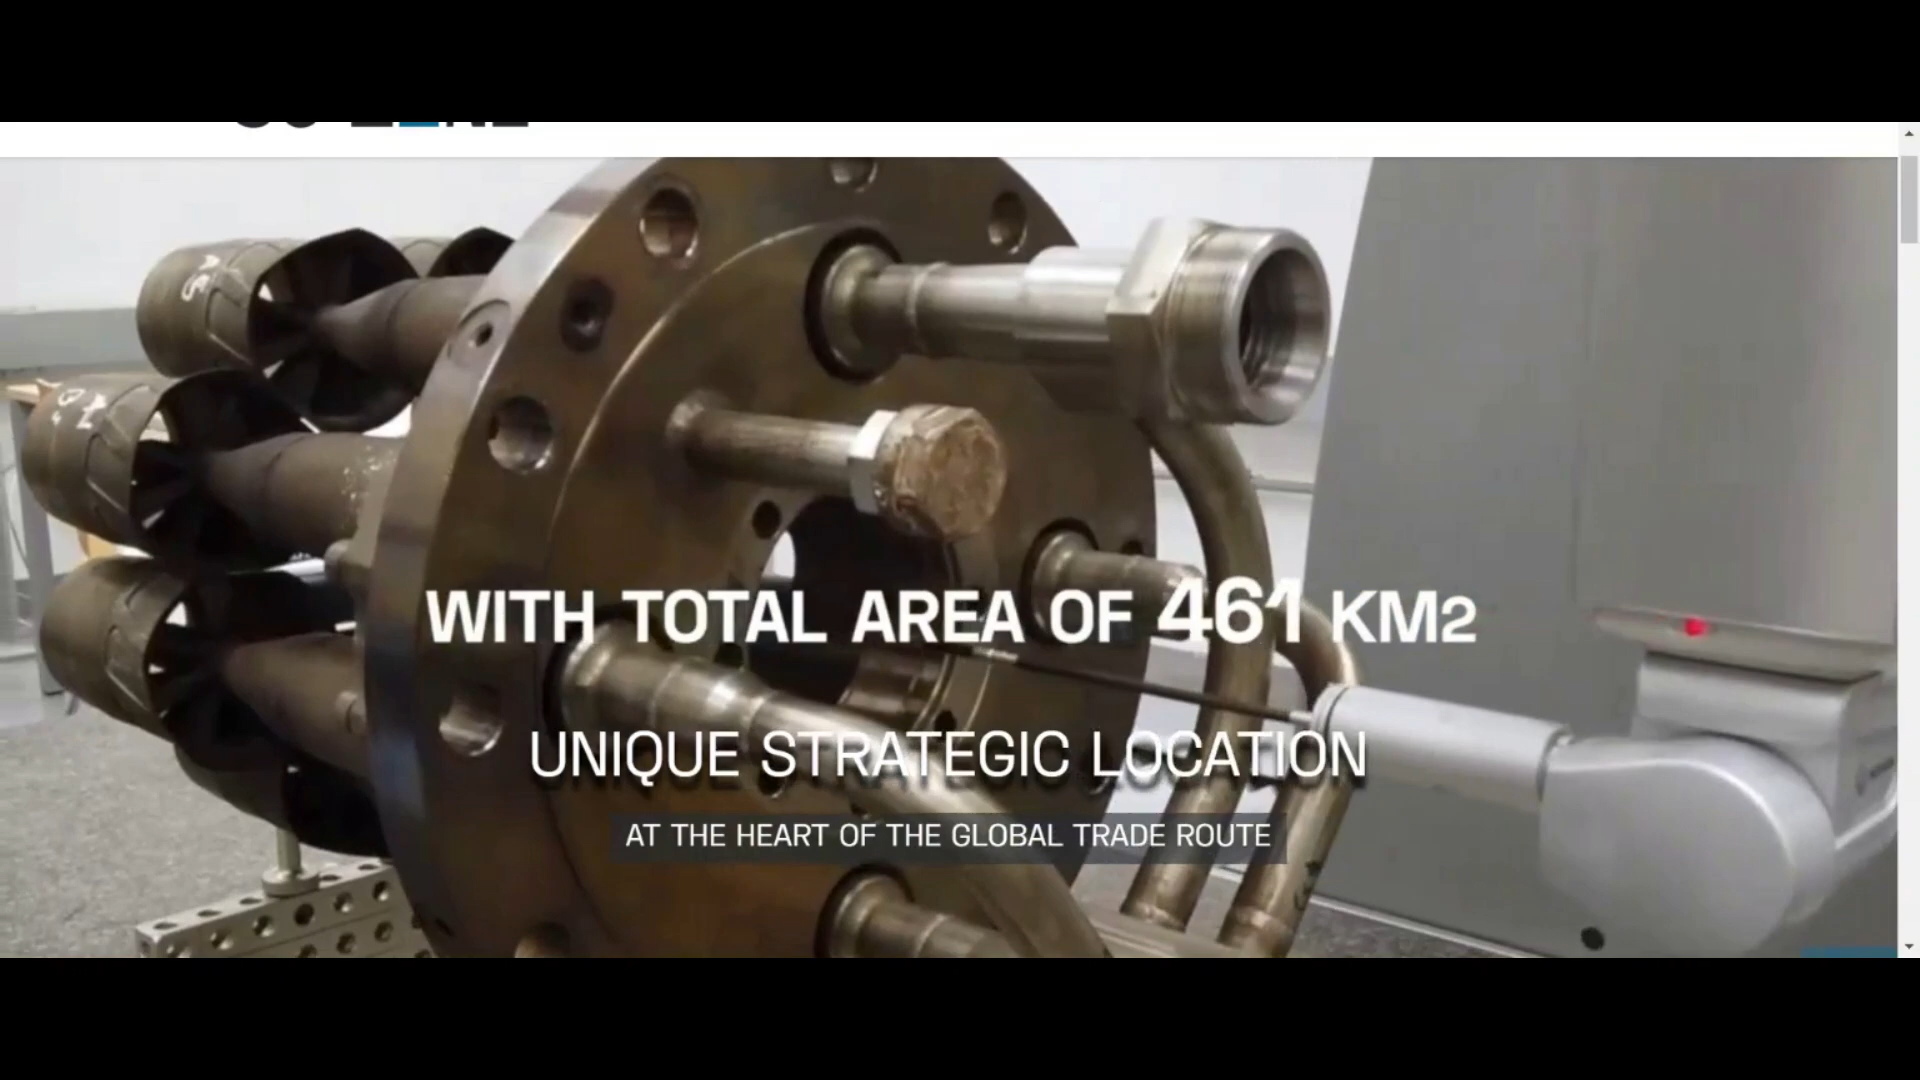 WITH TOTAL AREA OF 461 KM2
UNIQUE STRATEGIC LOCATION
AT THE HEART OF THE GLOBAL TRADE ROUTE